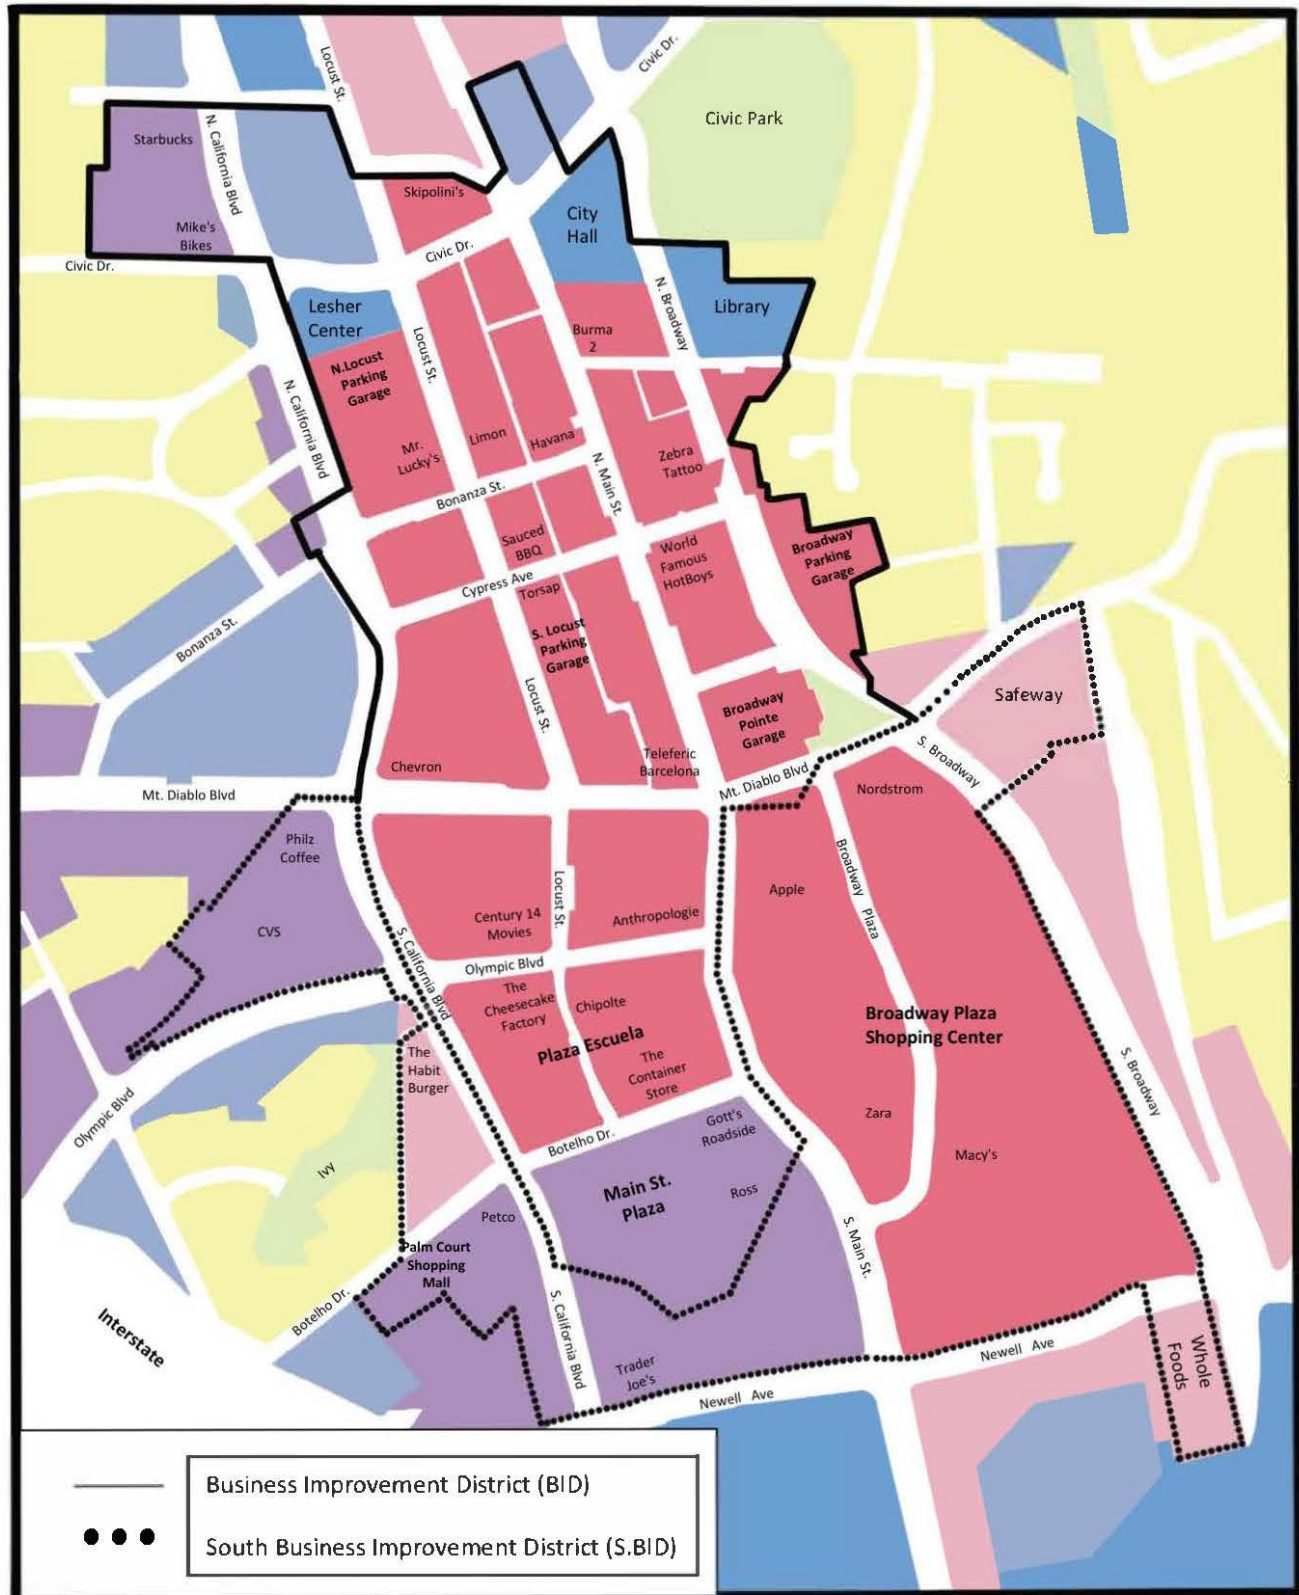 Locust St.
Civic Dr.
Civic Park
Starbucks
N. California Blvd
Skipolini's
City
Hall
Mike's
Bikes
Civic Dr.
Civic Dr.
Lesher
Center
N. Broadway
Library
Burma
2
Locust St.
N.Locust
Parking
Garage
N. California Blvd
Mr.
Lucky's
Limon
Havana
N. Main St.
Zebra
Tattoo
Bonanza St.
Sauced
BBQ
World
Famous
HotBoys
Broadway
Parking
Garage
Cypress Ave
Torsap
S. Locust
Parking
Garage
Bonanza St.
Locust St.
Safeway
Broadway
Pointe
Garage
S. Broadway
Chevron
Teleferic
Barcelona
Mt. Diablo Blvd
Mt. Diablo Blvd
Nordstrom
Philz
Coffee
Broadway Plaza
Locust St.
Apple
Century 14
Movies
Anthropologie
CVS
S. California Blvd
Olympic Blvd
The
Cheesecake
Factory
Chipolte
Plaza Escuela
Broadway Plaza
Shopping Center
The
Habit
Burger
The
Container
Store
S. Broadway
Olympic Blvd
Zara
Gott's
Roadside
Botelho Dr.
Macy's
Ivy
Main St.
Plaza
Ross
Petco
S. Main St.
Palm Court
Shopping
Mall
Botelho Dr.
Interstate
S. California Blvd
Trader
Joe's
Newell Ave
Newell Ave
Whole
Foods
Business Improvement District (BID)
South Business Improvement District (S.BID)